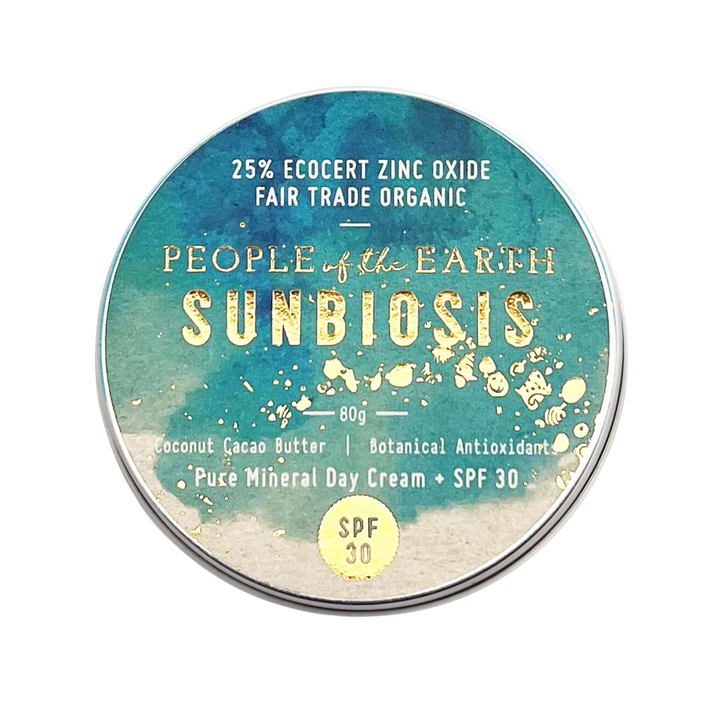 25% ECOCERT ZINC OXIDE
FAIR TRADE ORGANIC
PEOPLE of the EARTH
SUNBIOSIS
80g
Coconut Cacao Butter | Botanical Antioxidants
Pure Mineral Day Cream + SPF 30
SPF
30